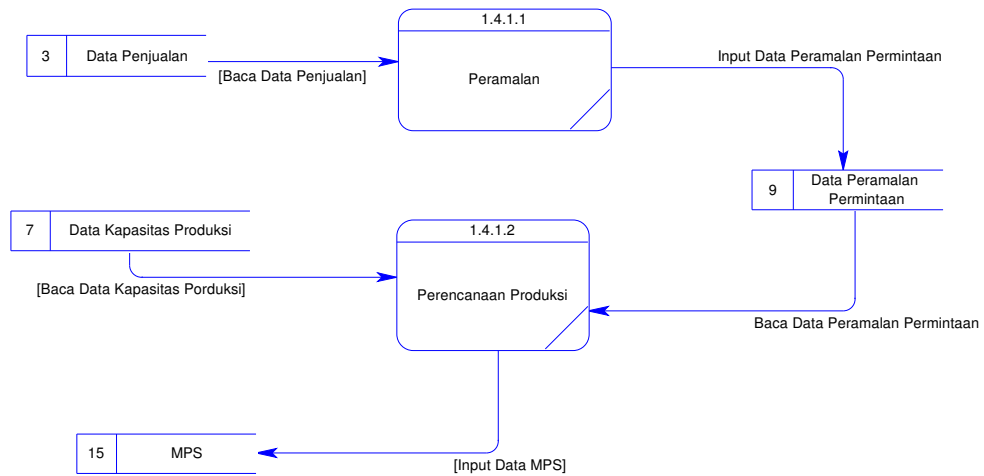 1.4.1.1
3 Data Penjualan
[Baca Data Penjualan]
Peramalan
Input Data Peramalan Permintaan
9 Data Peramalan
Permintaan
7 Data Kapasitas Produksi
[Baca Data Kapasitas Porduksi]
1.4.1.2
Perencanaan Produksi
Baca Data Peramalan Permintaan
15 MPS
[Input Data MPS]